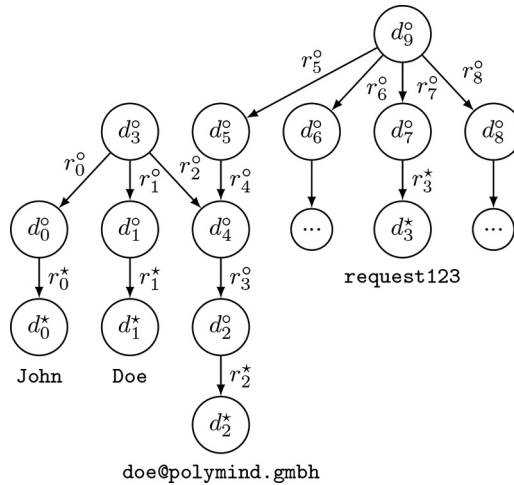 d₉°
r₅° r₆° r₇° r₈°
d₃° d₅° d₆° d₇° d₈°
r₀° r₁° r₂° r₄° r₃⋆
d₀° d₁° d₄° ... d₃⋆ ...
request123
r₀⋆ r₁⋆ r₃°
d₀⋆ d₁⋆ d₂°
John Doe
r₂⋆
d₂⋆
doe@polymind.gmbh